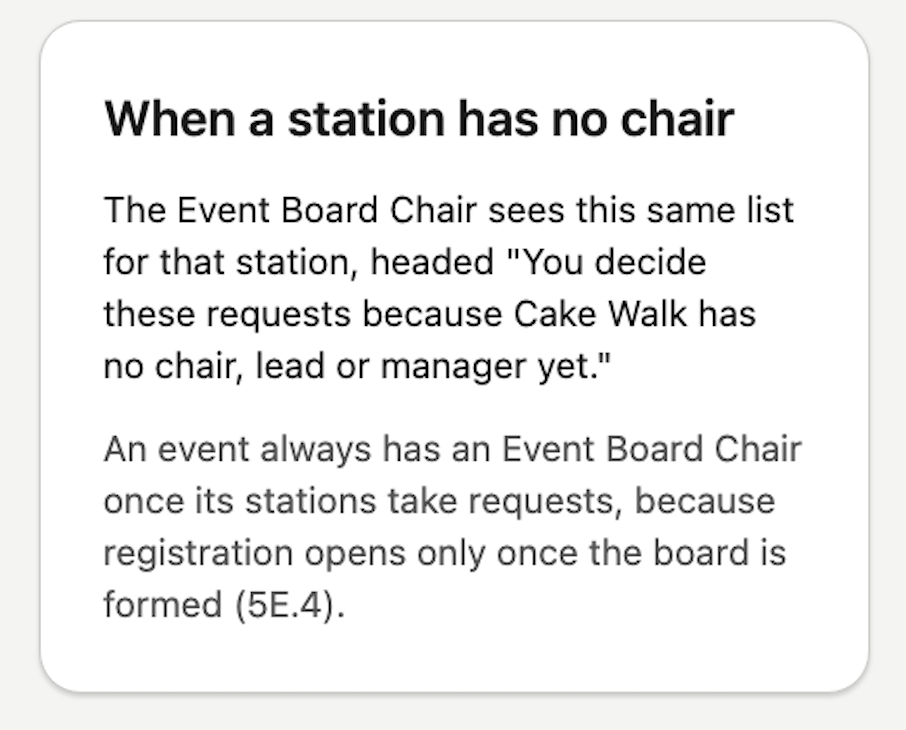 When a station has no chair
The Event Board Chair sees this same list
for that station, headed "You decide
these requests because Cake Walk has
no chair, lead or manager yet."
An event always has an Event Board Chair
once its stations take requests, because
registration opens only once the board is
formed (5E.4).